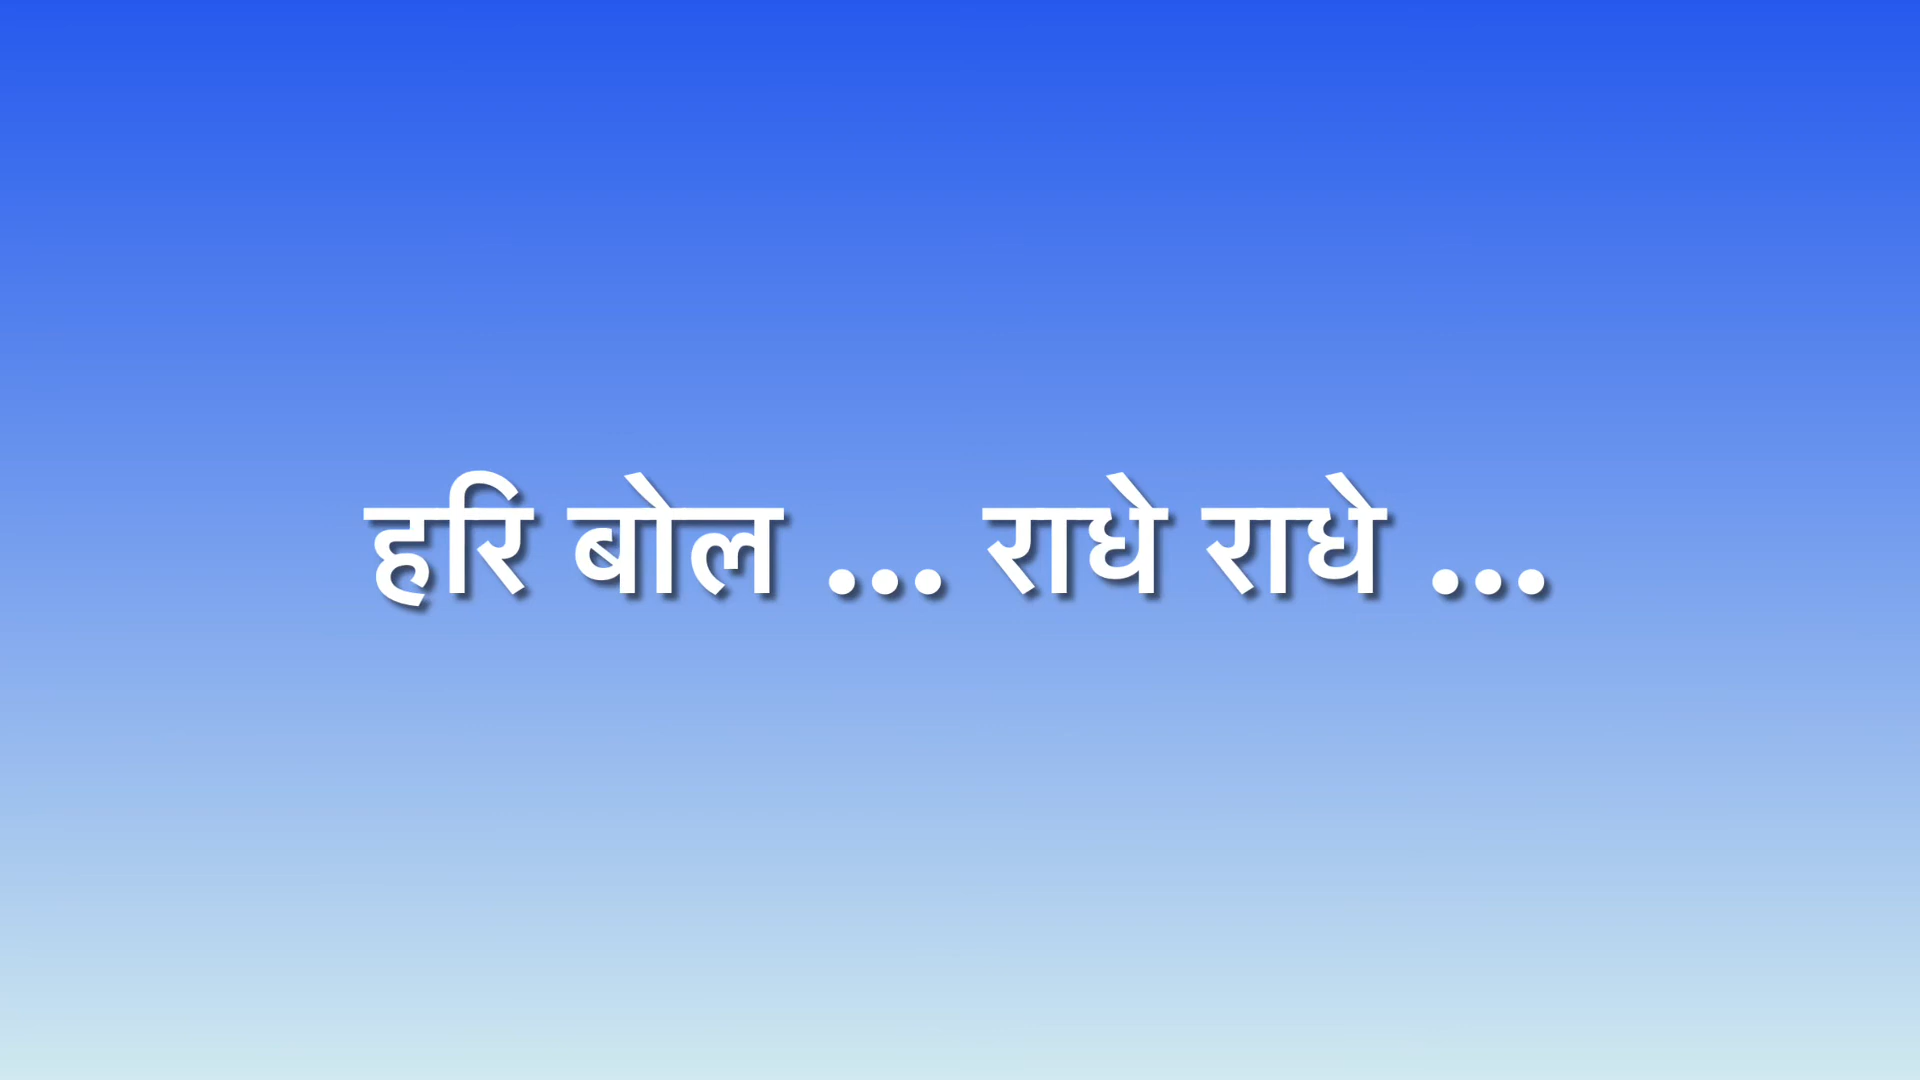 हरि बोल ... राधे राधे ...